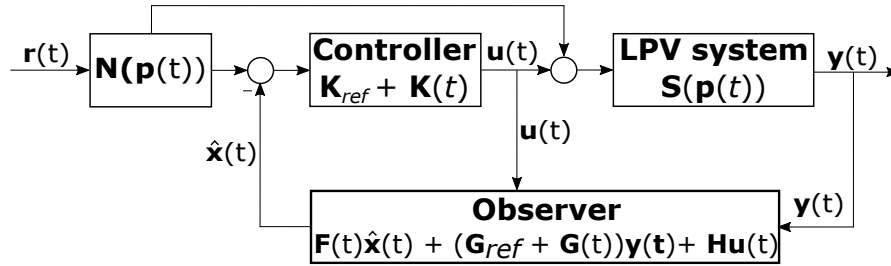 r(t)
N(p(t))
−
Controller
K_ref + K(t)
u(t)
LPV system
S(p(t))
y(t)
u(t)
x̂(t)
y(t)
Observer
F(t)x̂(t) + (G_ref + G(t))y(t)+ Hu(t)